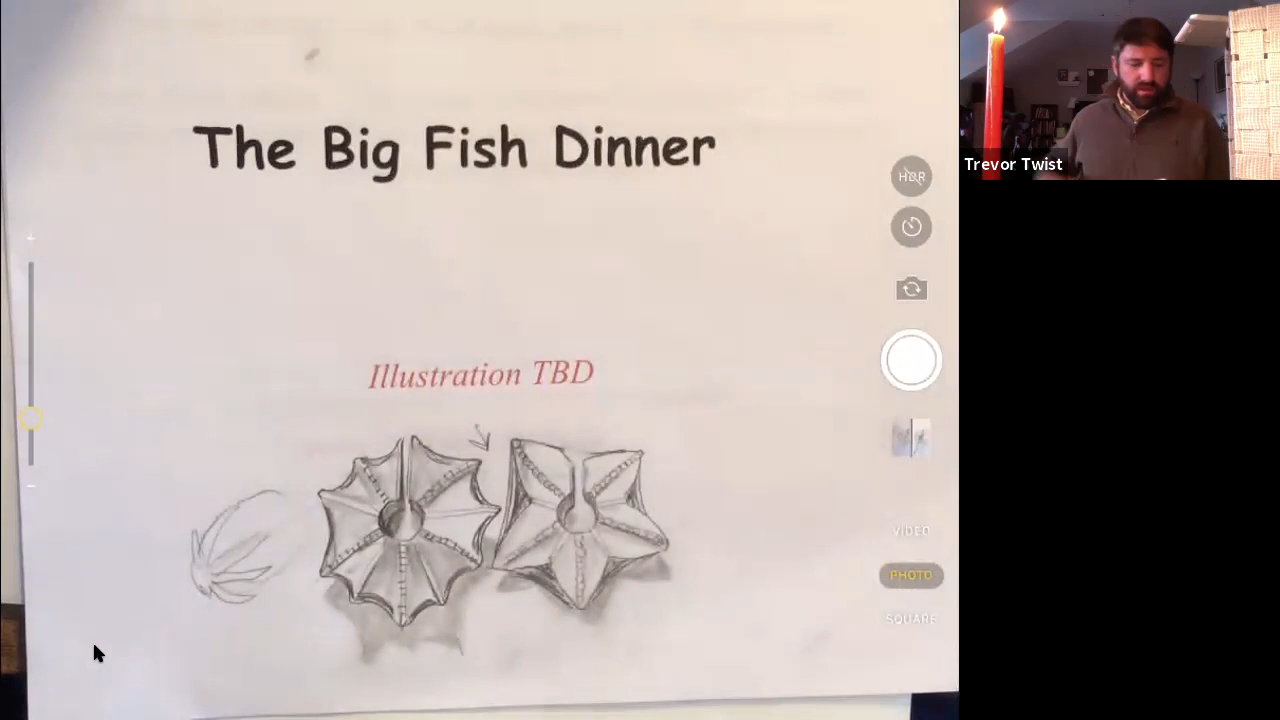 The Big Fish Dinner
Illustration TBD
HDR
VIDEO
PHOTO
SQUARE
Trevor Twist